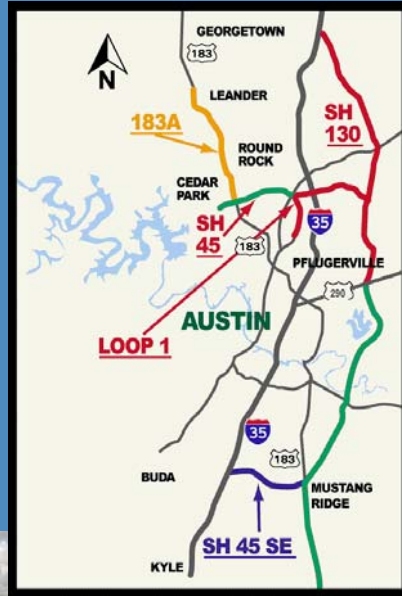 GEORGETOWN
183
N
LEANDER
SH
130
183A
ROUND
ROCK
CEDAR
PARK
SH
45
35
183
PFLUGERVILLE
290
AUSTIN
LOOP 1
35
183
BUDA
MUSTANG
RIDGE
SH 45 SE
KYLE